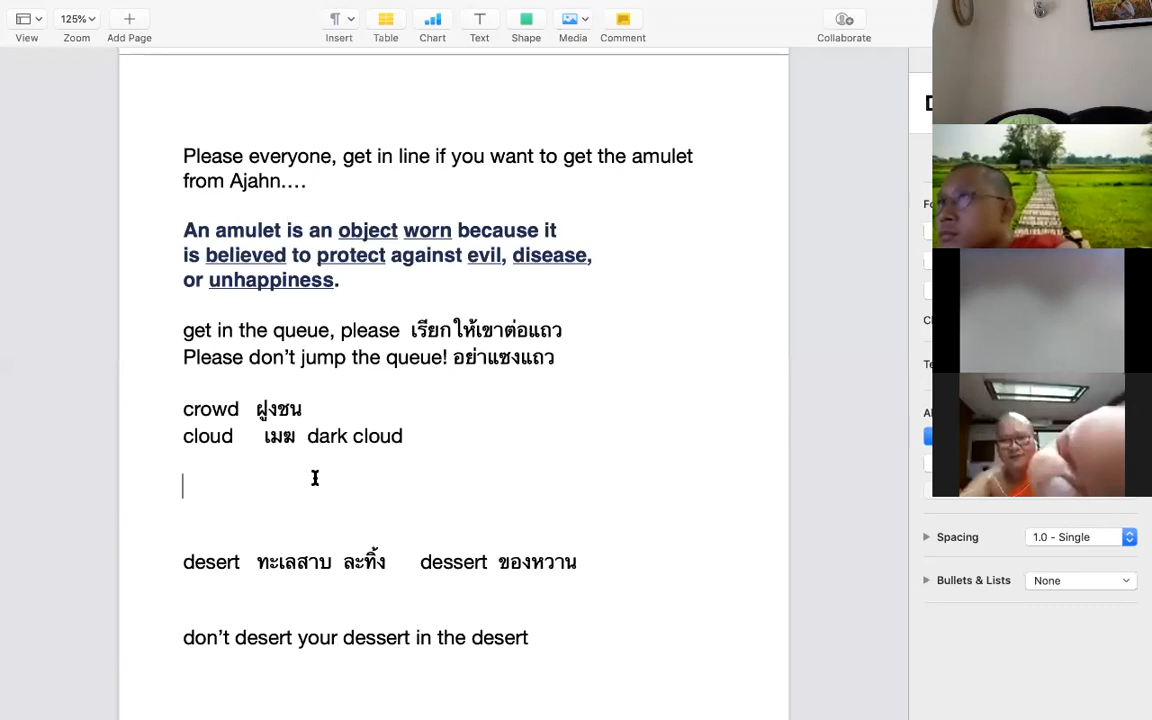 View
125%
Zoom
Add Page
Insert
Table
Chart
Text
Shape
Media
Comment
Collaborate
Please everyone, get in line if you want to get the amulet
from Ajahn....
An amulet is an object worn because it
is believed to protect against evil, disease,
or unhappiness.
get in the queue, please เรียกให้เขาต่อแถว
Please don't jump the queue! อย่าแซงแถว
crowd ฝูงชน
cloud เมฆ dark cloud
desert ทะเลสาบ ละทิ้ง dessert ของหวาน
don't desert your dessert in the desert
Spacing
1.0 - Single
Bullets & Lists
None